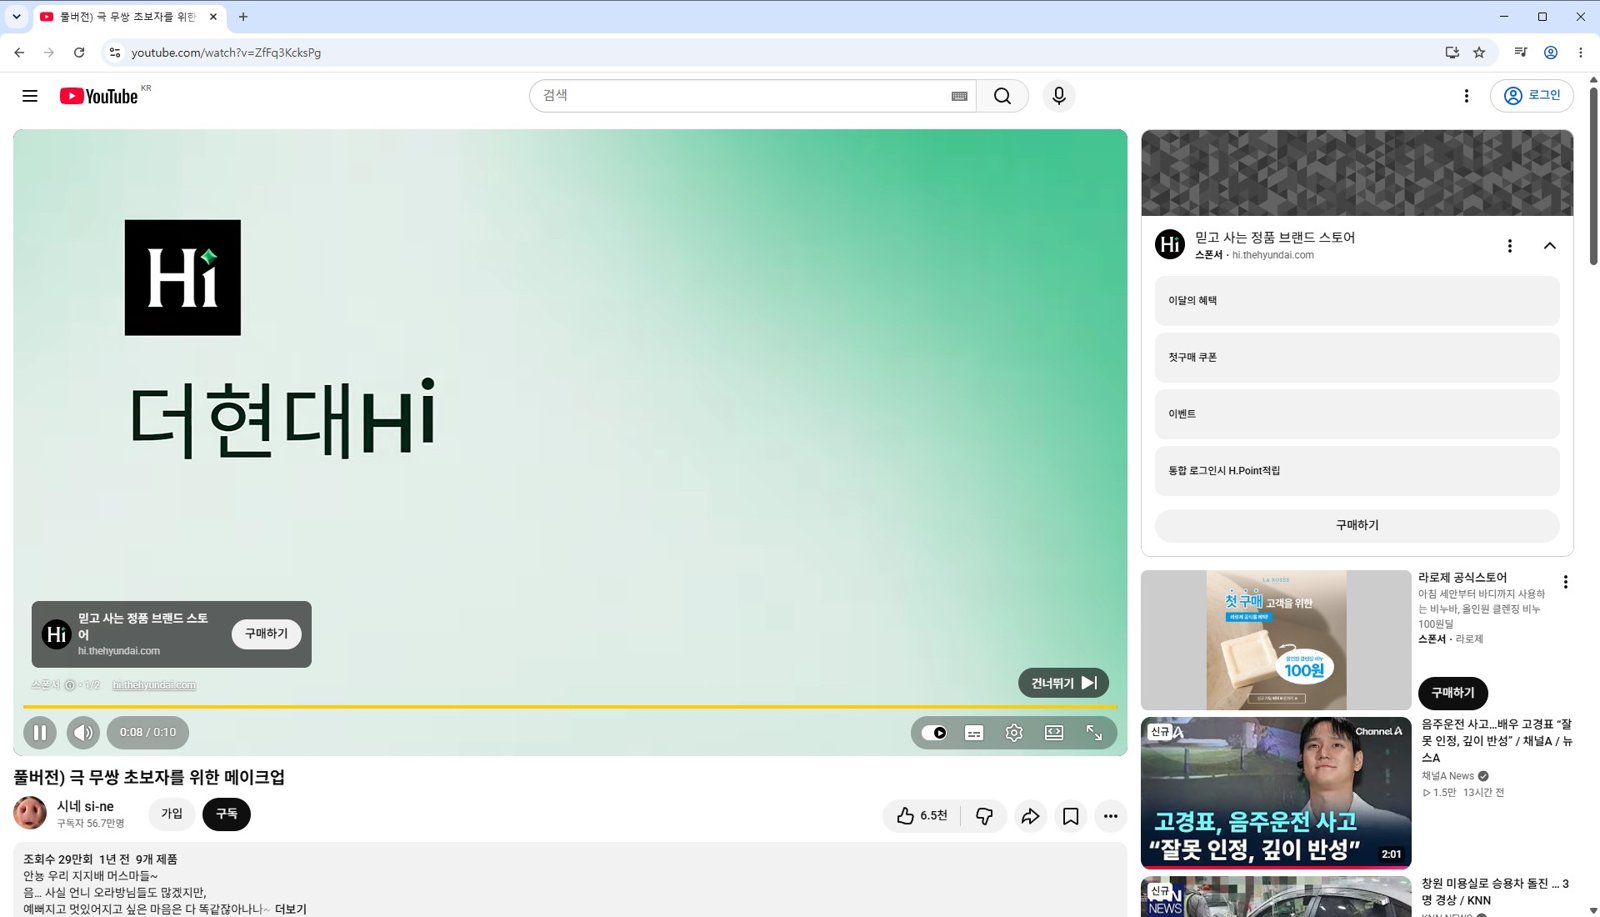 풀버전) 극 무쌍 초보자를 위한
youtube.com/watch?v=ZfFq3KcksPg
YouTube KR
검색
로그인
Hi
더현대Hi
Hi
믿고 사는 정품 브랜드 스토
어
hi.thehyundai.com
구매하기
스폰서 · 1/2 hi.thehyundai.com
건너뛰기
0:08 / 0:10
풀버전) 극 무쌍 초보자를 위한 메이크업
시네 si-ne
구독자 56.7만명
가입
구독
6.5천
조회수 29만회 1년 전 9개 제품
안뇽 우리 지지배 머스마들~
음... 사실 언니 오라방님들도 많겠지만,
예뻐지고 멋있어지고 싶은 마음은 다 똑같잖아나나~ 더보기
Hi
믿고 사는 정품 브랜드 스토어
스폰서 · hi.thehyundai.com
이달의 혜택
첫구매 쿠폰
이벤트
통합 로그인시 H.Point적립
구매하기
첫 구매 고객을 위한
100원
라로제 공식스토어
아침 세안부터 바디까지 사용하
는 비누바, 올인원 클렌징 비누
100원딜
스폰서 · 라로제
구매하기
신규
Channel A
고경표, 음주운전 사고
“잘못 인정, 깊이 반성”
2:01
음주운전 사고...배우 고경표 “잘
못 인정, 깊이 반성” / 채널A / 뉴
스A
채널A News
1.5만 13시간 전
신규
NEWS
창원 미용실로 승용차 돌진 ... 3
명 경상 / KNN
KNN NEWS